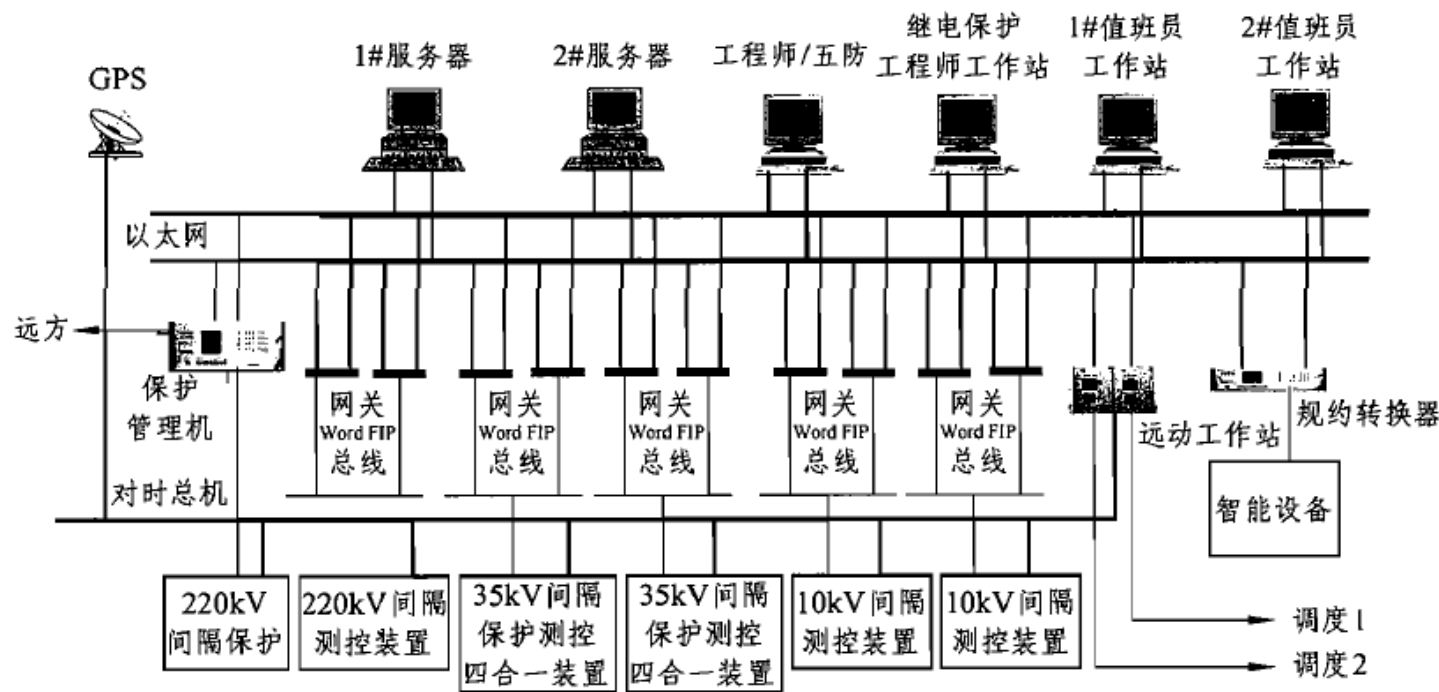 GPS
1#服务器
2#服务器
工程师/五防
继电保护
工程师工作站
1#值班员
工作站
2#值班员
工作站
以太网
远方
保护
管理机
对时总机
网关
Word FIP
总线
网关
Word FIP
总线
网关
Word FIP
总线
网关
Word FIP
总线
网关
Word FIP
总线
远动工作站
规约转换器
智能设备
220kV
间隔保护
220kV间隔
测控装置
35kV间隔
保护测控
四合一装置
35kV间隔
保护测控
四合一装置
10kV间隔
测控装置
10kV间隔
测控装置
调度1
调度2